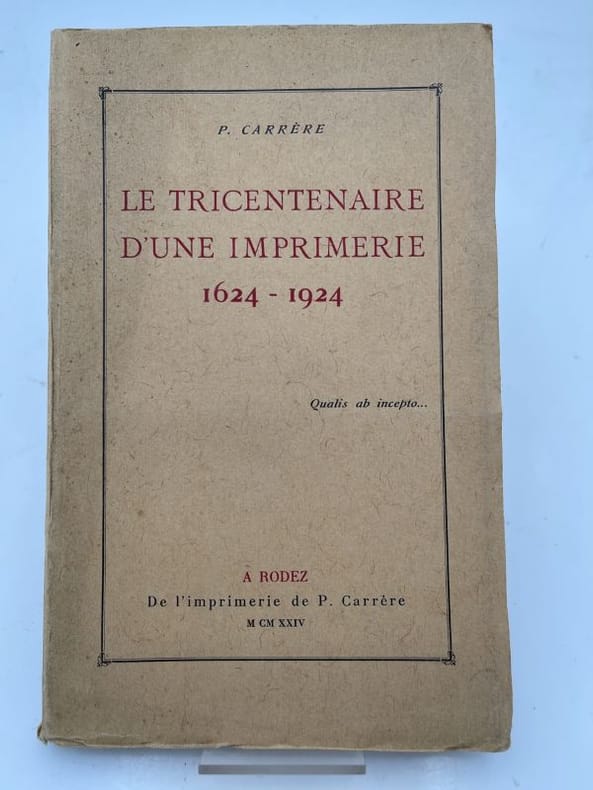 P. CARRÈRE
LE TRICENTENAIRE
D'UNE IMPRIMERIE
1624 - 1924
Qualis ab incepto...
A RODEZ
De l'imprimerie de P. Carrère
M CM XXIV